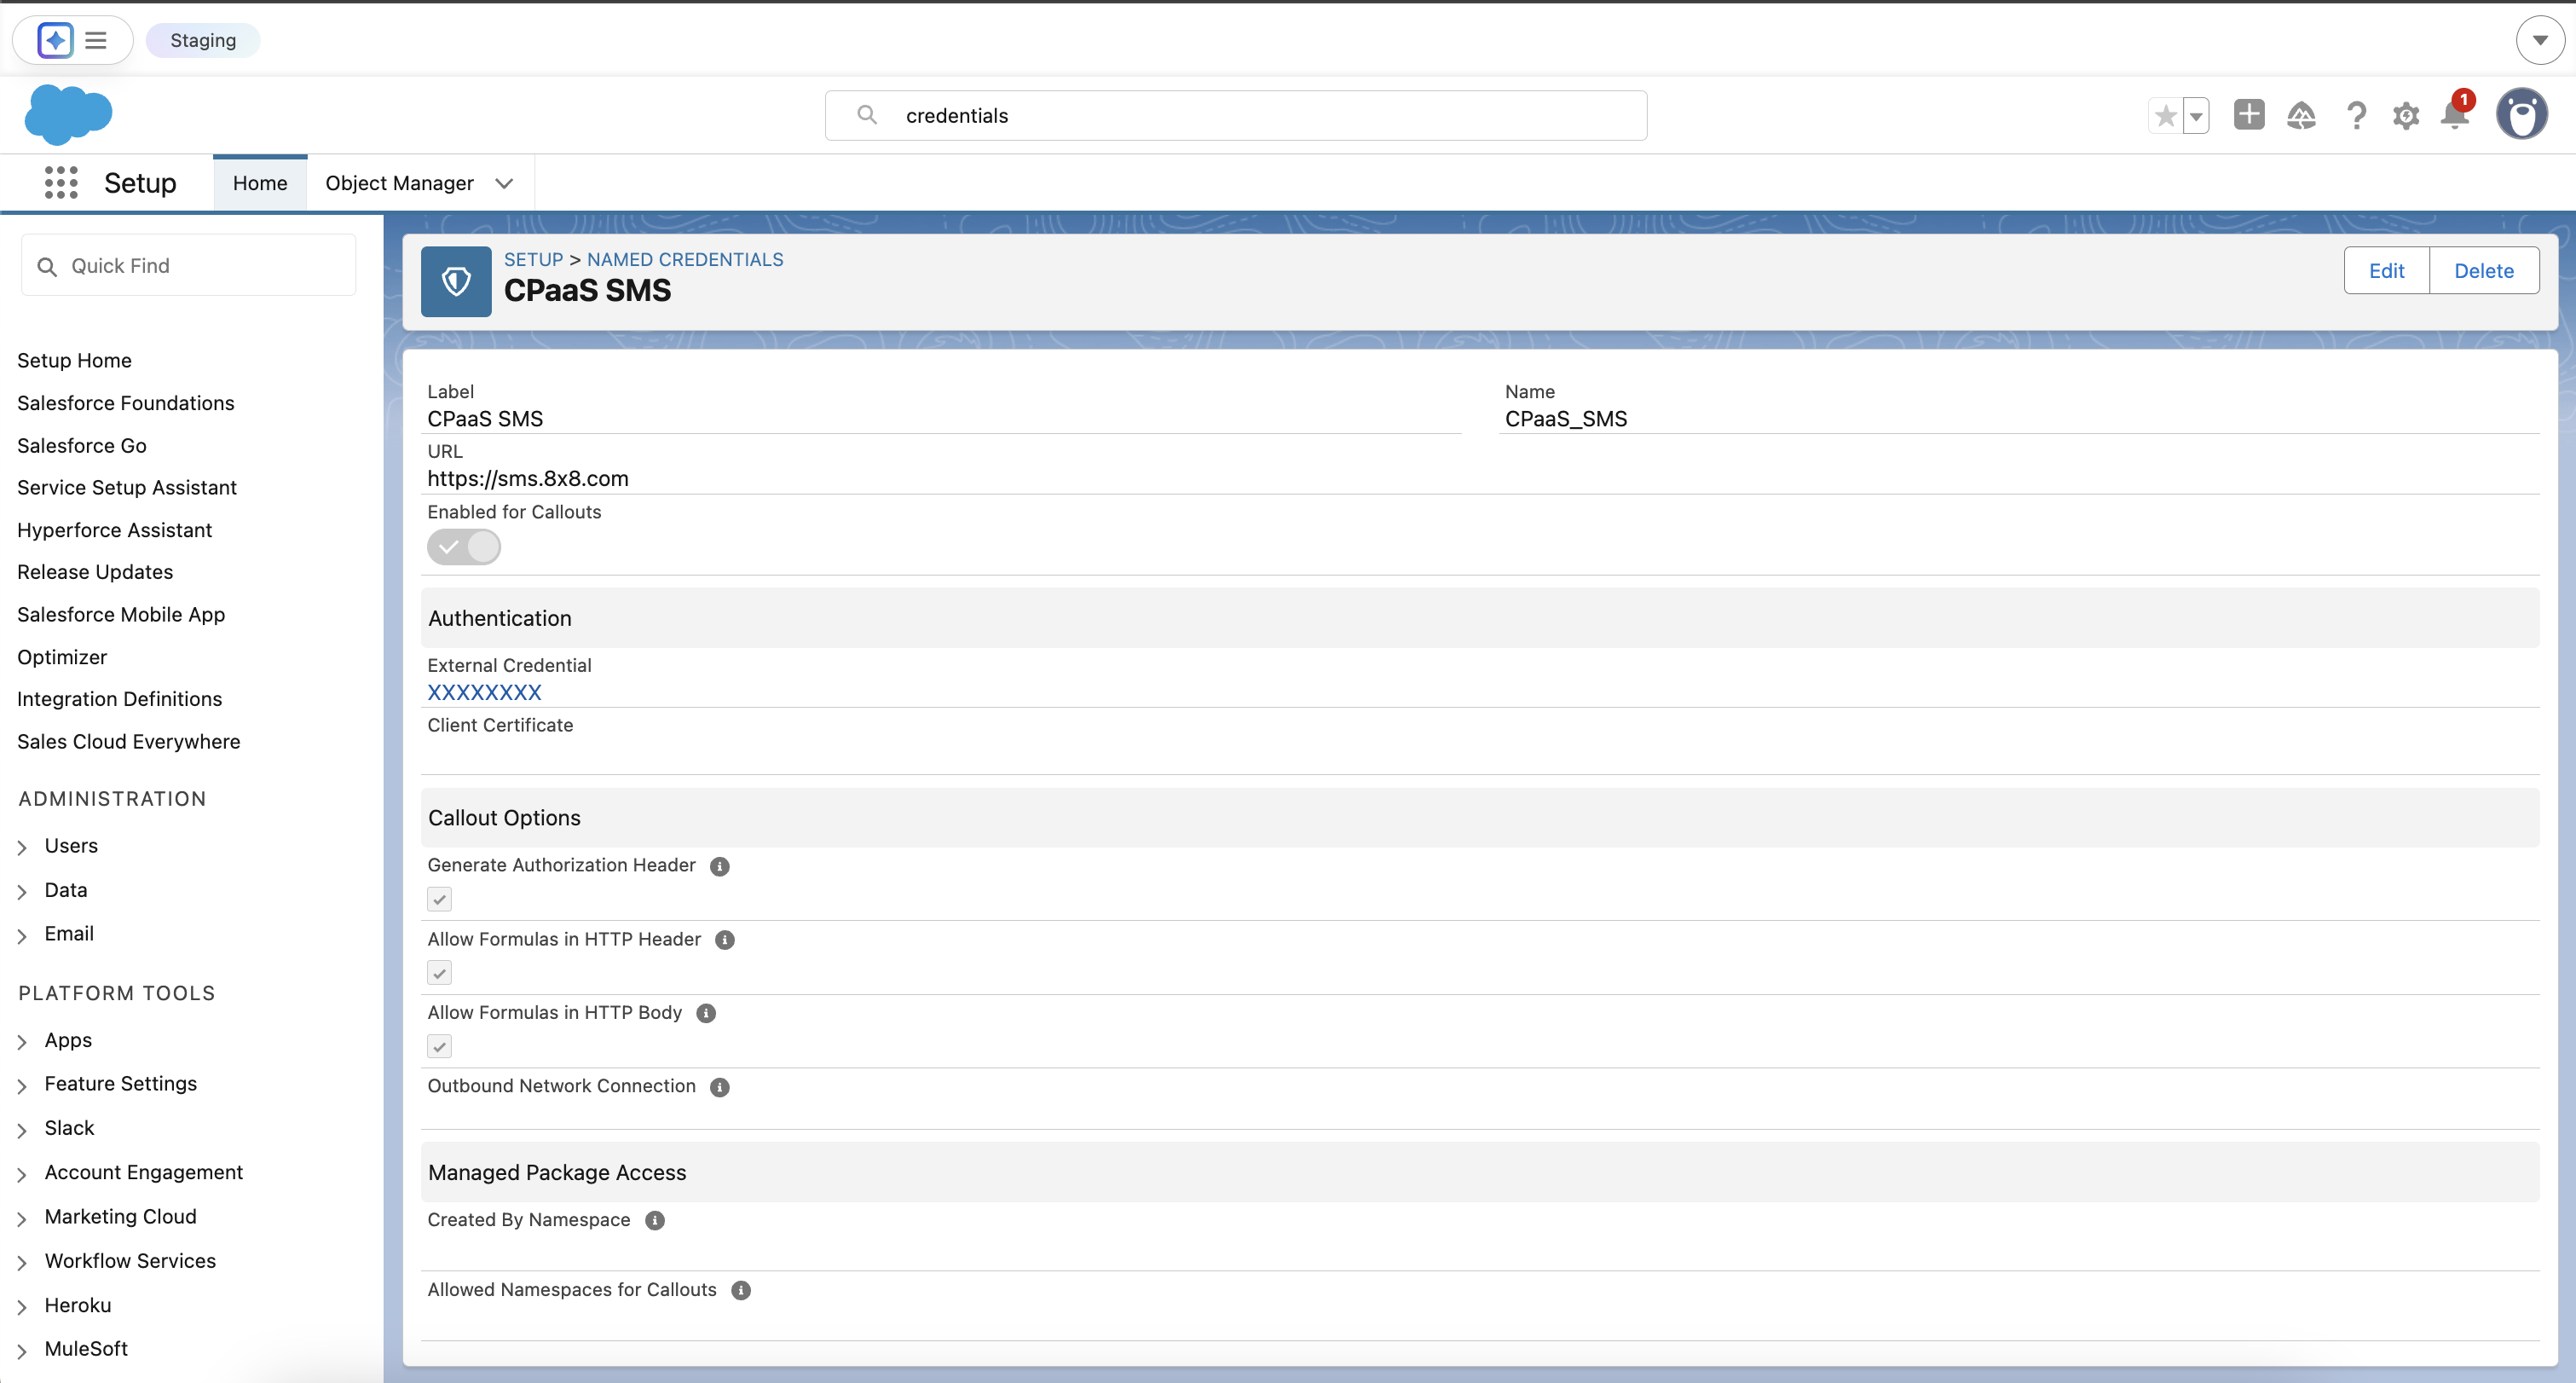 Staging
credentials
1
Setup
Home
Object Manager
Quick Find
Setup Home
Salesforce Foundations
Salesforce Go
Service Setup Assistant
Hyperforce Assistant
Release Updates
Salesforce Mobile App
Optimizer
Integration Definitions
Sales Cloud Everywhere
ADMINISTRATION
Users
Data
Email
PLATFORM TOOLS
Apps
Feature Settings
Slack
Account Engagement
Marketing Cloud
Workflow Services
Heroku
MuleSoft
SETUP > NAMED CREDENTIALS
CPaaS SMS
Edit
Delete
Label
CPaaS SMS
Name
CPaaS_SMS
URL
https://sms.8x8.com
Enabled for Callouts
Authentication
External Credential
XXXXXXXX
Client Certificate
Callout Options
Generate Authorization Header
Allow Formulas in HTTP Header
Allow Formulas in HTTP Body
Outbound Network Connection
Managed Package Access
Created By Namespace
Allowed Namespaces for Callouts